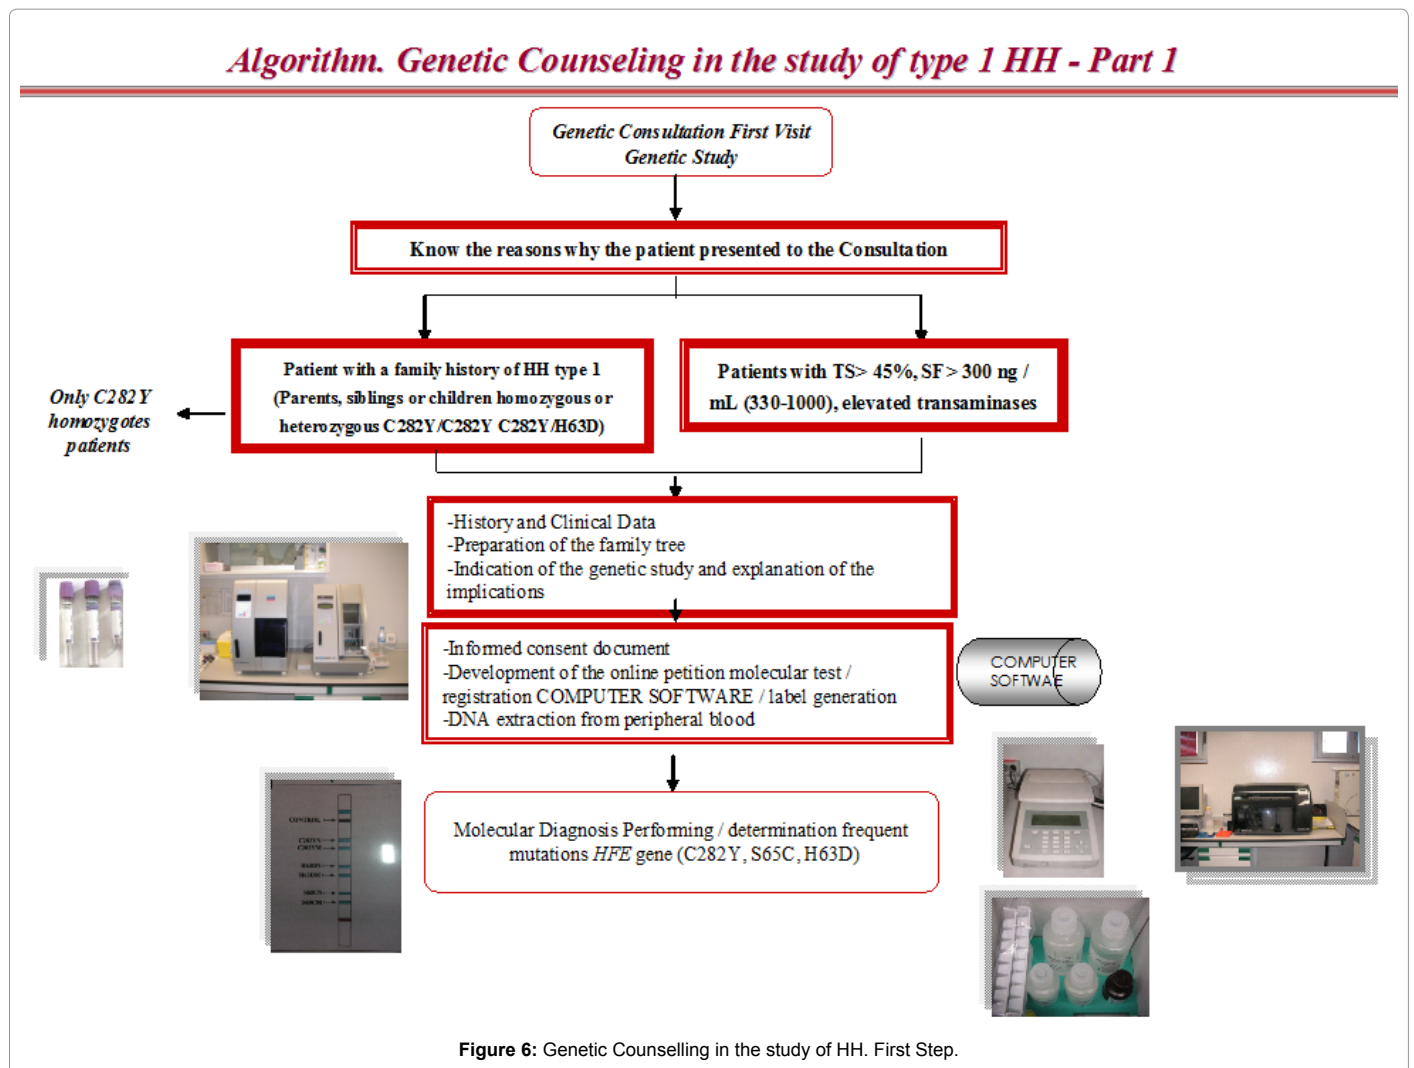 Algorithm. Genetic Counseling in the study of type 1 HH - Part 1
Genetic Consultation First Visit
Genetic Study
Know the reasons why the patient presented to the Consultation
Patient with a family history of HH type 1
(Parents, siblings or children homozygous or
heterozygous C282Y/C282Y C282Y/H63D)
Patients with TS> 45%, SF> 300 ng /
mL (330-1000), elevated transaminases
Only C282Y
homozygotes
patients
-History and Clinical Data
-Preparation of the family tree
-Indication of the genetic study and explanation of the
implications
-Informed consent document
-Development of the online petition molecular test /
registration COMPUTER SOFTWARE / label generation
-DNA extraction from peripheral blood
COMPUTER
SOFTWAE
CONTROL
Molecular Diagnosis Performing / determination frequent
mutations HFE gene (C282Y, S65C, H63D)
Figure 6: Genetic Counselling in the study of HH. First Step.